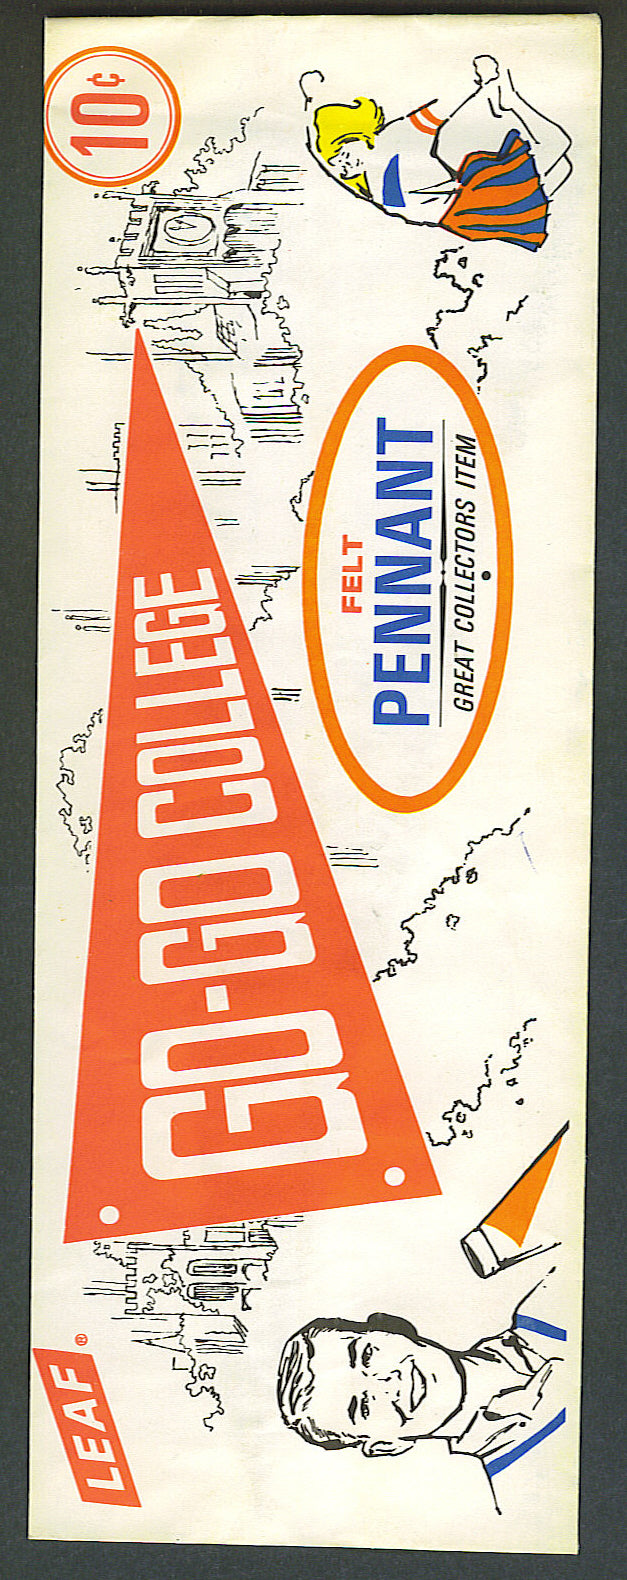 LEAF®
GO-GO COLLEGE
10¢
FELT
PENNANT
GREAT COLLECTORS ITEM